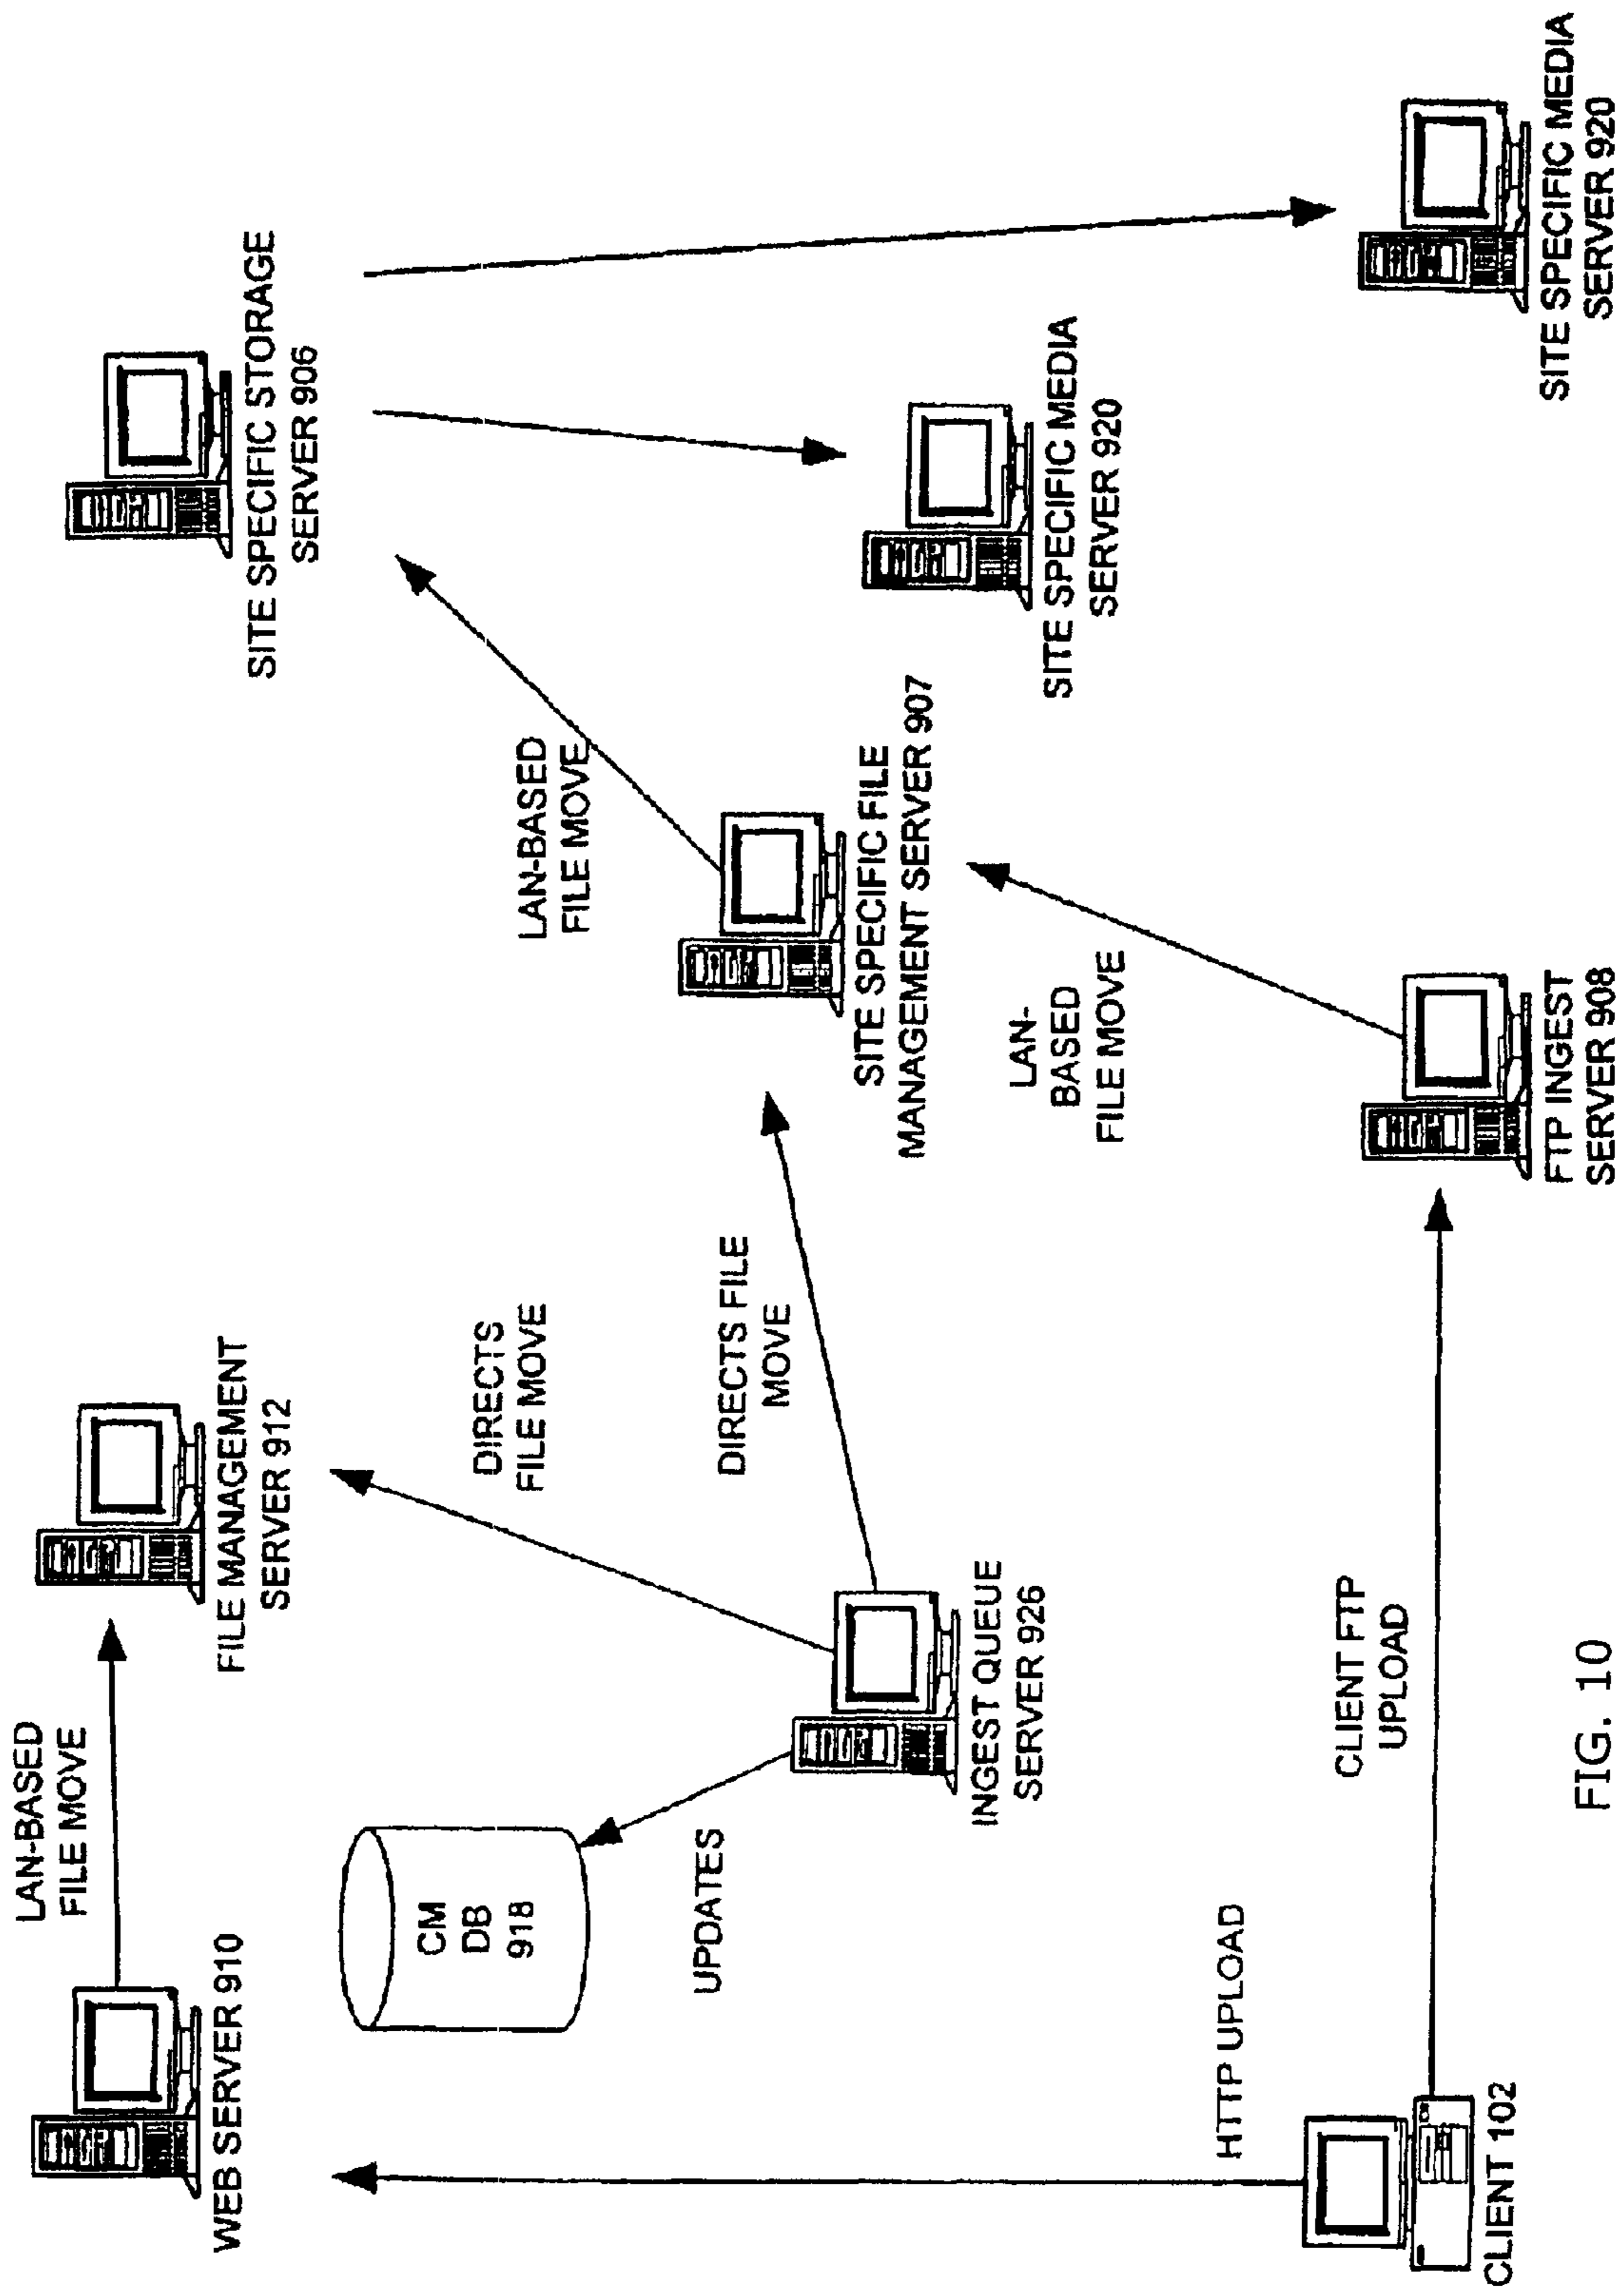 LAN-BASED
FILE MOVE
WEB SERVER 910
FILE MANAGEMENT
SERVER 912
SITE SPECIFIC STORAGE
SERVER 906
CM
DB
918
DIRECTS
FILE MOVE
LAN-BASED
FILE MOVE
UPDATES
DIRECTS FILE
MOVE
SITE SPECIFIC FILE
MANAGEMENT SERVER 907
SITE SPECIFIC MEDIA
SERVER 920
INGEST QUEUE
SERVER 926
LAN-
BASED
FILE MOVE
HTTP UPLOAD
CLIENT FTP
UPLOAD
CLIENT 102
FTP INGEST
SERVER 908
SITE SPECIFIC MEDIA
SERVER 920
FIG. 10